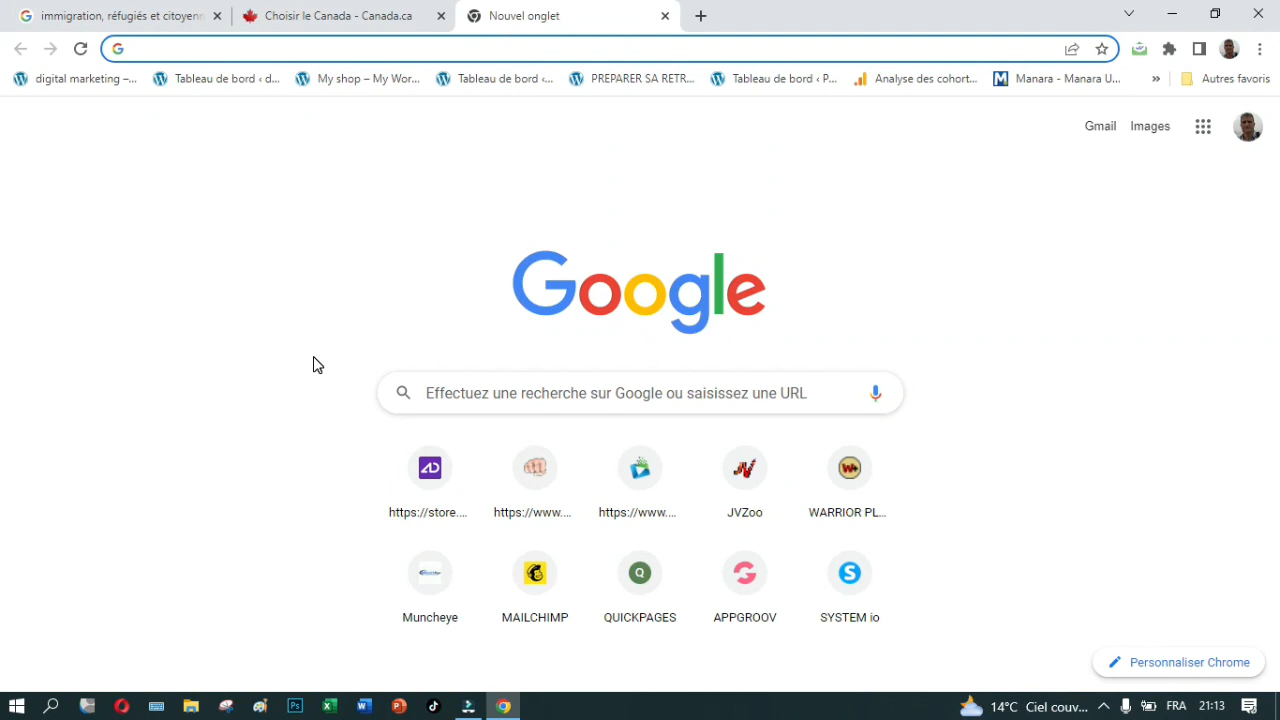 immigration, réfugiés et citoyenn
Choisir le Canada - Canada.ca
Nouvel onglet
digital marketing –...
Tableau de bord ‹ d...
My shop – My Wor...
Tableau de bord ‹...
PREPARER SA RETR...
Tableau de bord ‹ P...
Analyse des cohort...
Manara - Manara U...
»
Autres favoris
Gmail
Images
Google
Effectuez une recherche sur Google ou saisissez une URL
https://store....
https://www....
https://www....
JVZoo
WARRIOR PL...
Muncheye
MAILCHIMP
QUICKPAGES
APPGROOV
SYSTEM io
Personnaliser Chrome
14°C Ciel couv...
FRA
21:13